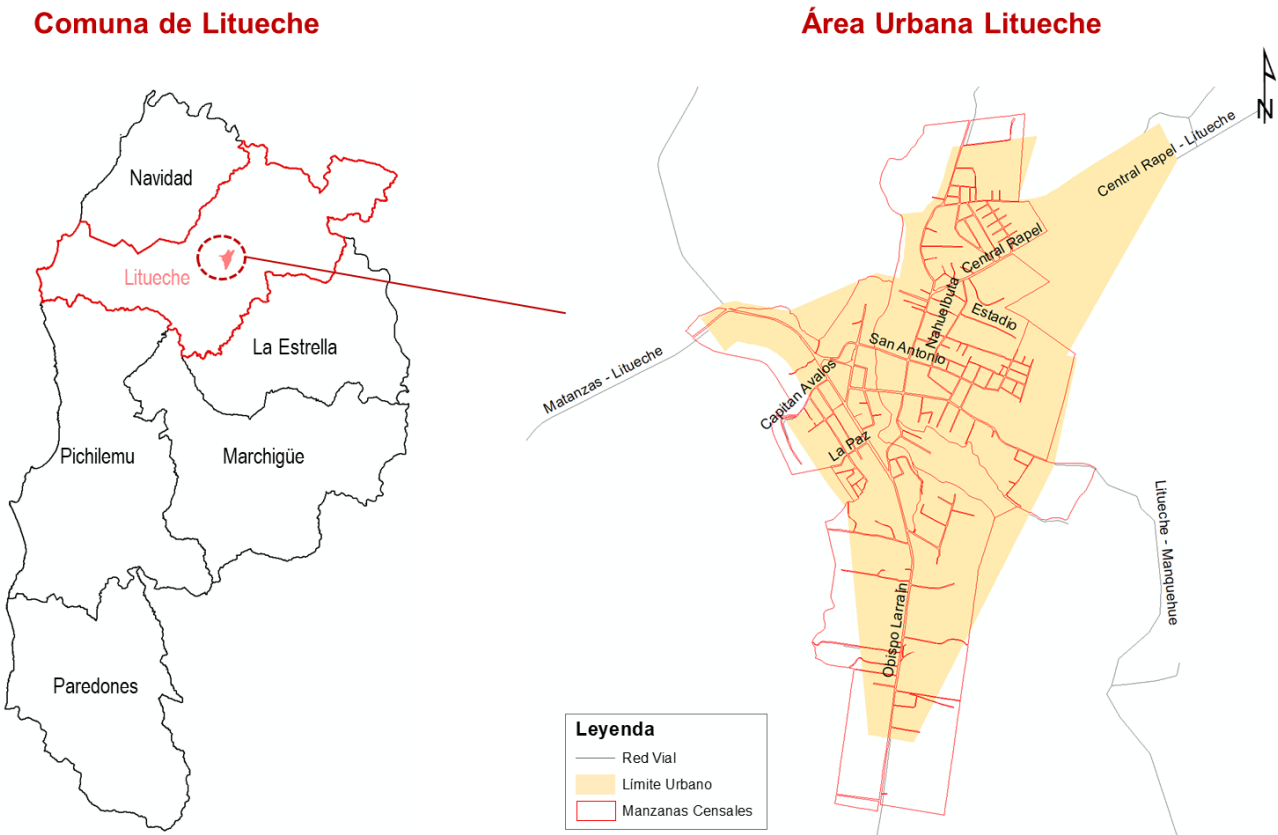 Comuna de Litueche
Navidad
Litueche
La Estrella
Pichilemu
Marchigüe
Paredones
Área Urbana Litueche
N
Central Rapel - Litueche
Central Rapel
Nahuelbuta
Estadio
San Antonio
Matanzas - Litueche
Capitan Avalos
La Paz
Litueche - Manquehue
Obispo Larraín
Leyenda
Red Vial
Límite Urbano
Manzanas Censales